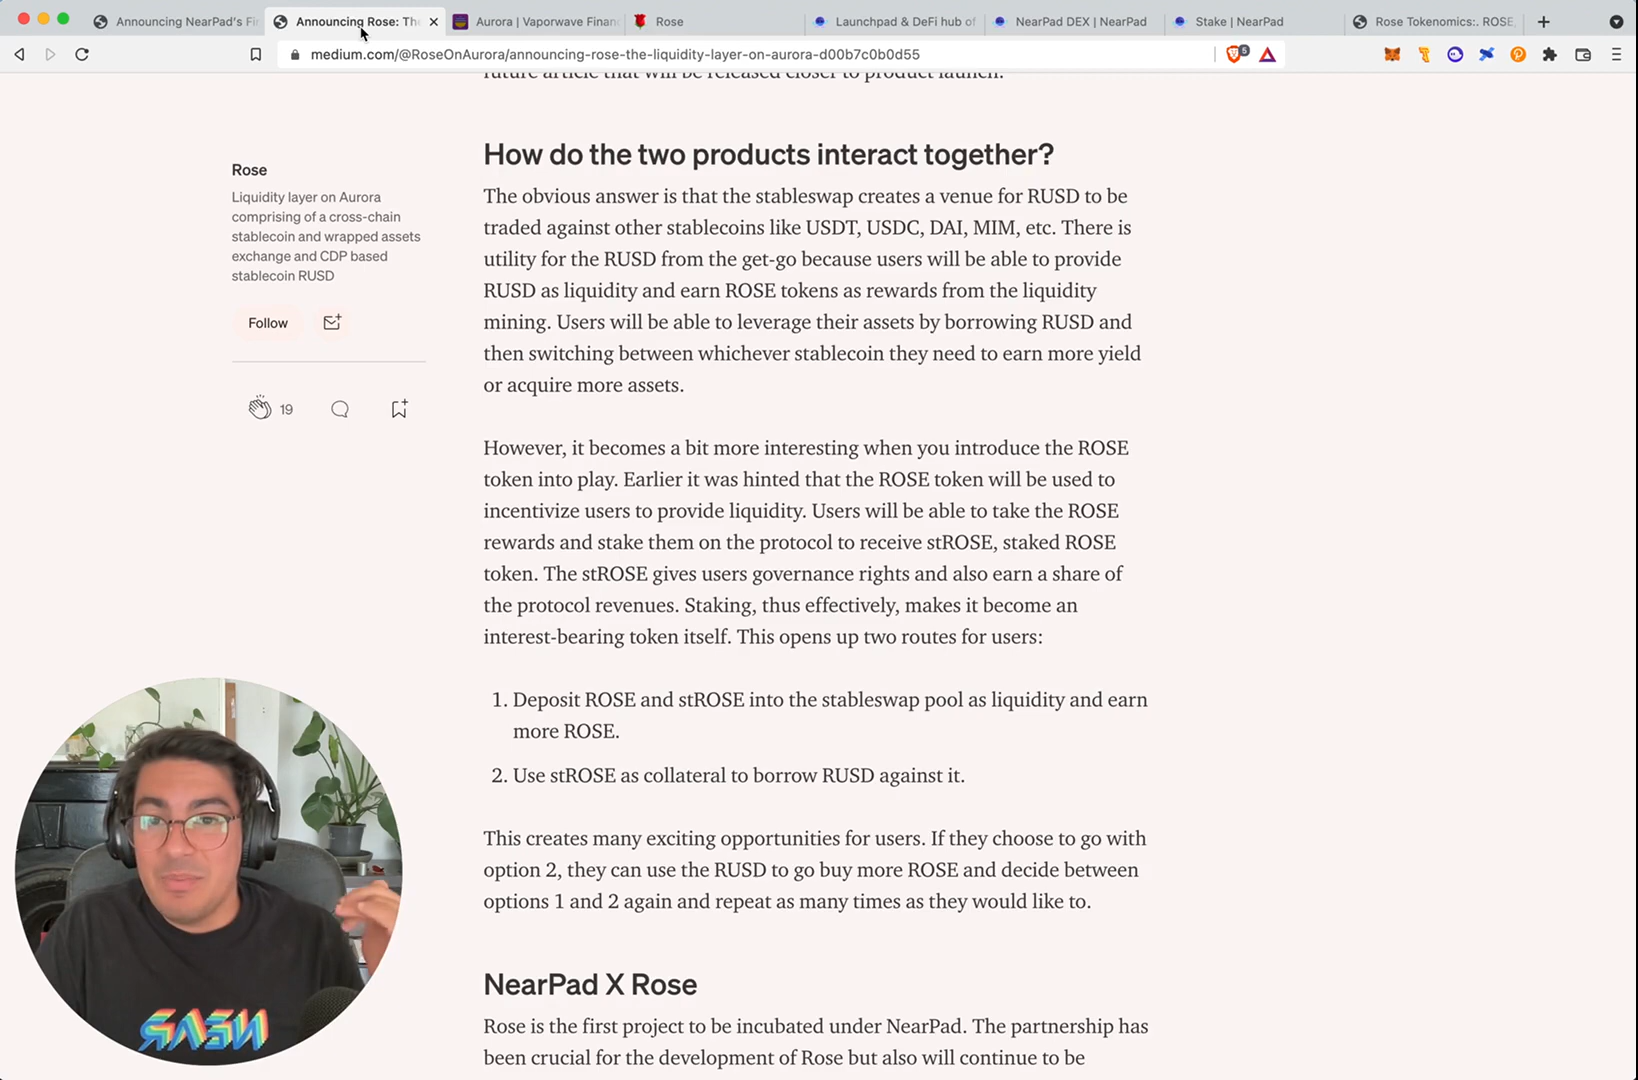 Announcing NearPad's Fi
Announcing Rose: The
Aurora | Vaporwave Finan
Rose
Launchpad & DeFi hub of
NearPad DEX | NearPad
Stake | NearPad
Rose Tokenomics:. ROSE,
medium.com/@RoseOnAurora/announcing-rose-the-liquidity-layer-on-aurora-d00b7c0b0d55
future article that will be released closer to product launch.
How do the two products interact together?
Rose
Liquidity layer on Aurora
comprising of a cross-chain
stablecoin and wrapped assets
exchange and CDP based
stablecoin RUSD
Follow
19
The obvious answer is that the stableswap creates a venue for RUSD to be
traded against other stablecoins like USDT, USDC, DAI, MIM, etc. There is
utility for the RUSD from the get-go because users will be able to provide
RUSD as liquidity and earn ROSE tokens as rewards from the liquidity
mining. Users will be able to leverage their assets by borrowing RUSD and
then switching between whichever stablecoin they need to earn more yield
or acquire more assets.
However, it becomes a bit more interesting when you introduce the ROSE
token into play. Earlier it was hinted that the ROSE token will be used to
incentivize users to provide liquidity. Users will be able to take the ROSE
rewards and stake them on the protocol to receive stROSE, staked ROSE
token. The stROSE gives users governance rights and also earn a share of
the protocol revenues. Staking, thus effectively, makes it become an
interest-bearing token itself. This opens up two routes for users:
1. Deposit ROSE and stROSE into the stableswap pool as liquidity and earn
more ROSE.
2. Use stROSE as collateral to borrow RUSD against it.
This creates many exciting opportunities for users. If they choose to go with
option 2, they can use the RUSD to go buy more ROSE and decide between
options 1 and 2 again and repeat as many times as they would like to.
NearPad X Rose
Rose is the first project to be incubated under NearPad. The partnership has
been crucial for the development of Rose but also will continue to be
NEAR